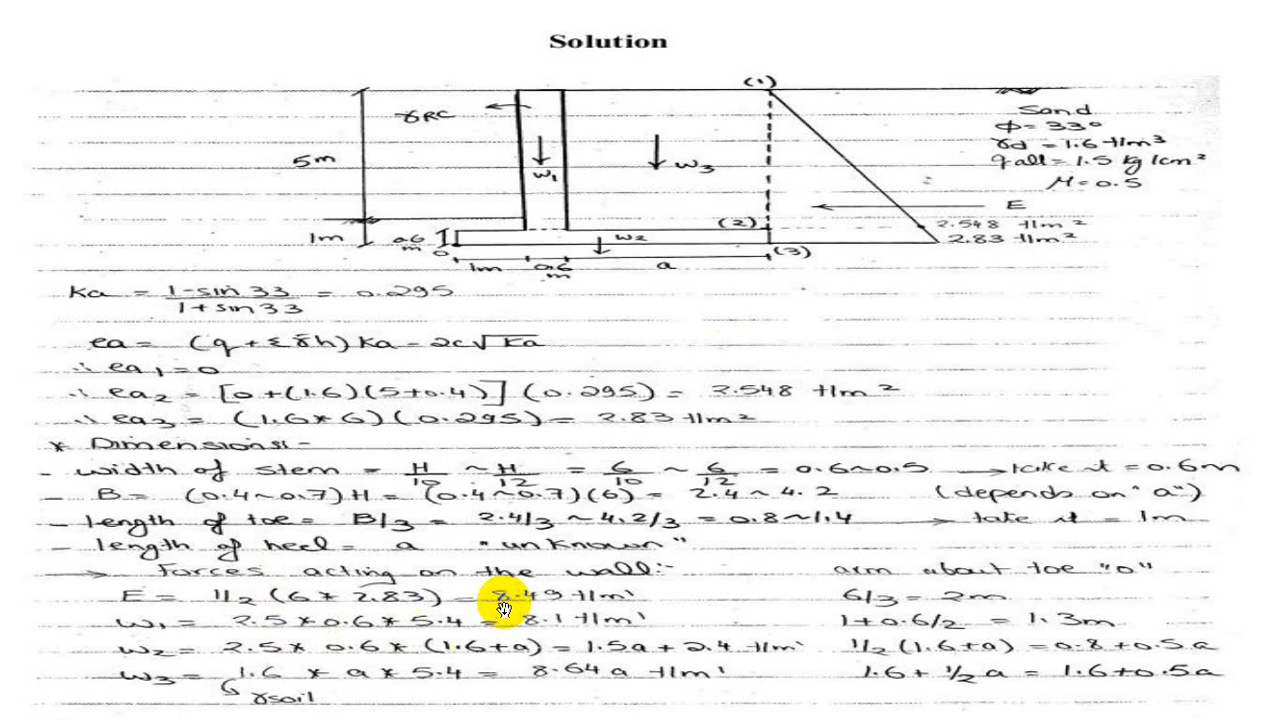 Solution
(1)
γRC
Sand
φ = 33°
γd = 1.6 t/m³
q all = 1.5 kg/cm²
μ = 0.5
5m
w₁
w₃
E
(2)
2.548 t/m²
1m
0.6 m
w₂
2.83 t/m²
o
(3)
1m
0.6 m
a
Ka = 1-sin 33 / 1+sin 33 = 0.295
ea = (q + Σγh) Ka - 2c√Ka
∴ ea₁ = 0
∴ ea₂ = [0+(1.6)(5+0.4)] (0.295) = 2.548 t/m²
∴ ea₃ = (1.6*6)(0.295) = 2.83 t/m²
* Dimensions:-
- width of stem = H/10 ~ H/12 = 6/10 ~ 6/12 = 0.6~0.5 → take it = 0.6m
- B = (0.4~0.7)H = (0.4~0.7)(6) = 2.4 ~ 4.2 (depends on "a")
- length of toe = B/3 = 2.4/3 ~ 4.2/3 = 0.8~1.4 → take it = 1m
- length of heel = a "unknown"
→ Forces acting on the wall:- arm about toe "o"
E = 1/2 (6 * 2.83) = 8.49 t/m' 6/3 = 2m
w₁ = 2.5 * 0.6 * 5.4 = 8.1 t/m' 1+0.6/2 = 1.3m
w₂ = 2.5 * 0.6 * (1.6+a) = 1.5a + 2.4 t/m' 1/2 (1.6+a) = 0.8+0.5a
w₃ = 1.6 * a * 5.4 = 8.64a t/m' 1.6 + 1/2 a = 1.6+0.5a
γsoil